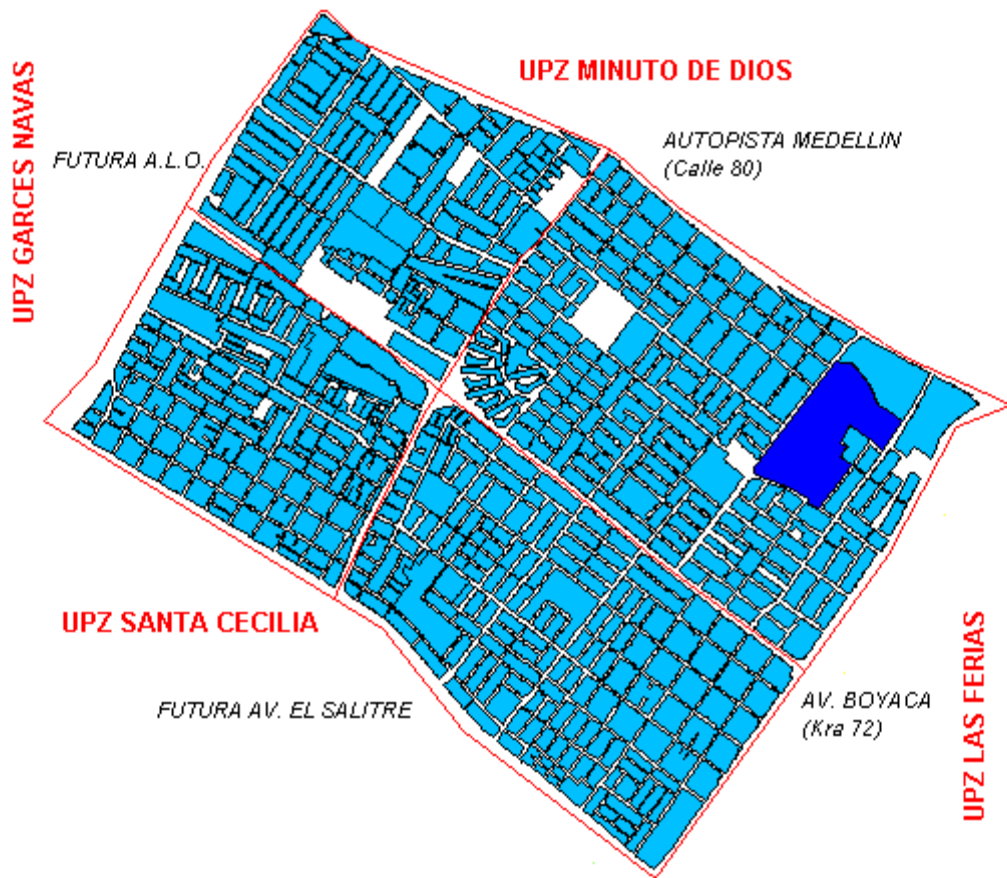 UPZ MINUTO DE DIOS
UPZ GARCES NAVAS
FUTURA A.L.O.
AUTOPISTA MEDELLIN
(Calle 80)
UPZ SANTA CECILIA
FUTURA AV. EL SALITRE
AV. BOYACA
(Kra 72)
UPZ LAS FERIAS